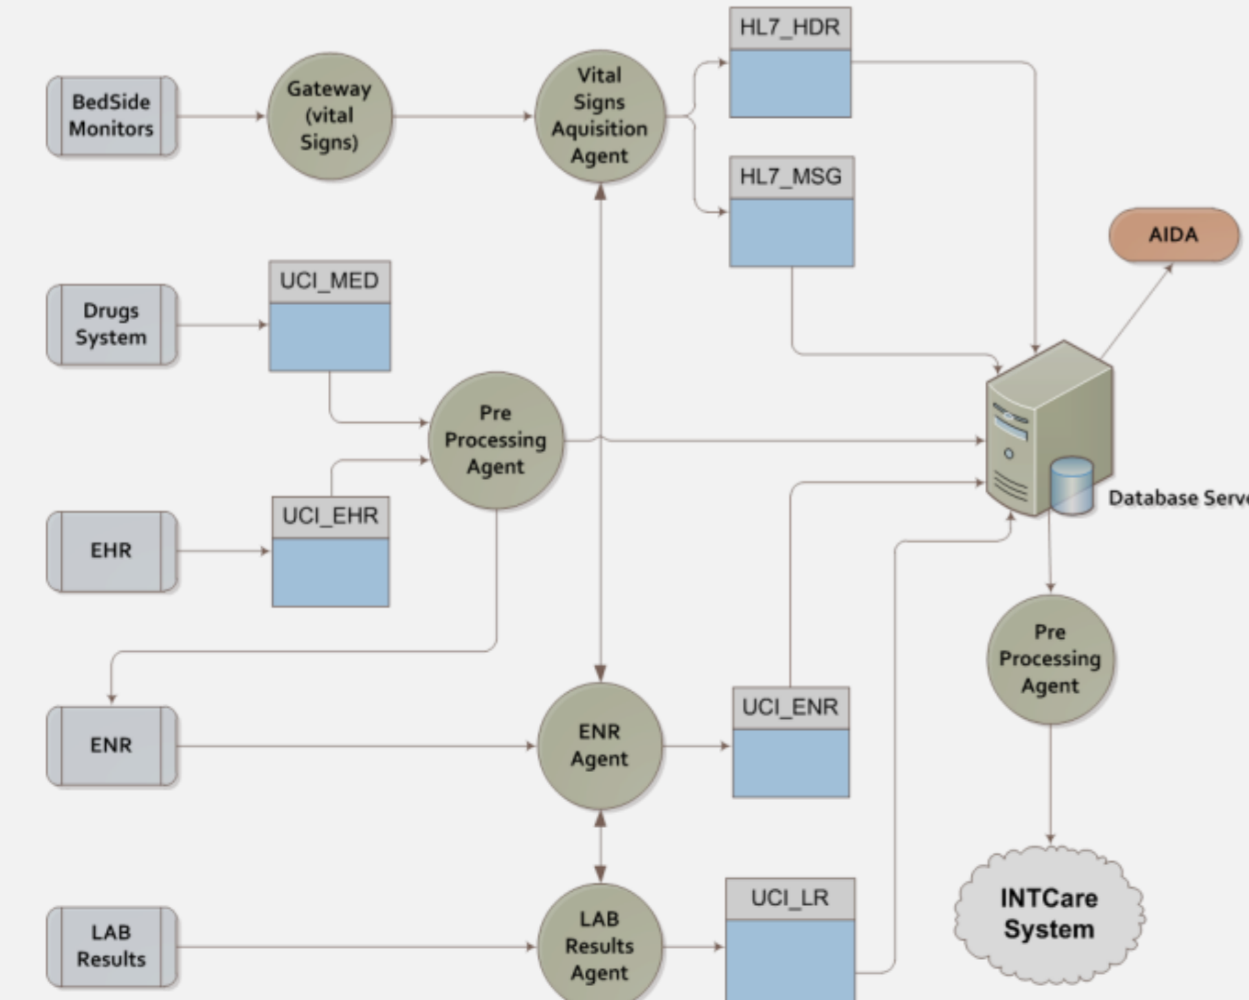 HL7_HDR
BedSide
Monitors
Gateway
(vital
Signs)
Vital
Signs
Aquisition
Agent
HL7_MSG
AIDA
Drugs
System
UCI_MED
Pre
Processing
Agent
Database Serve
EHR
UCI_EHR
Pre
Processing
Agent
ENR
ENR
Agent
UCI_ENR
INTCare
System
LAB
Results
LAB
Results
Agent
UCI_LR